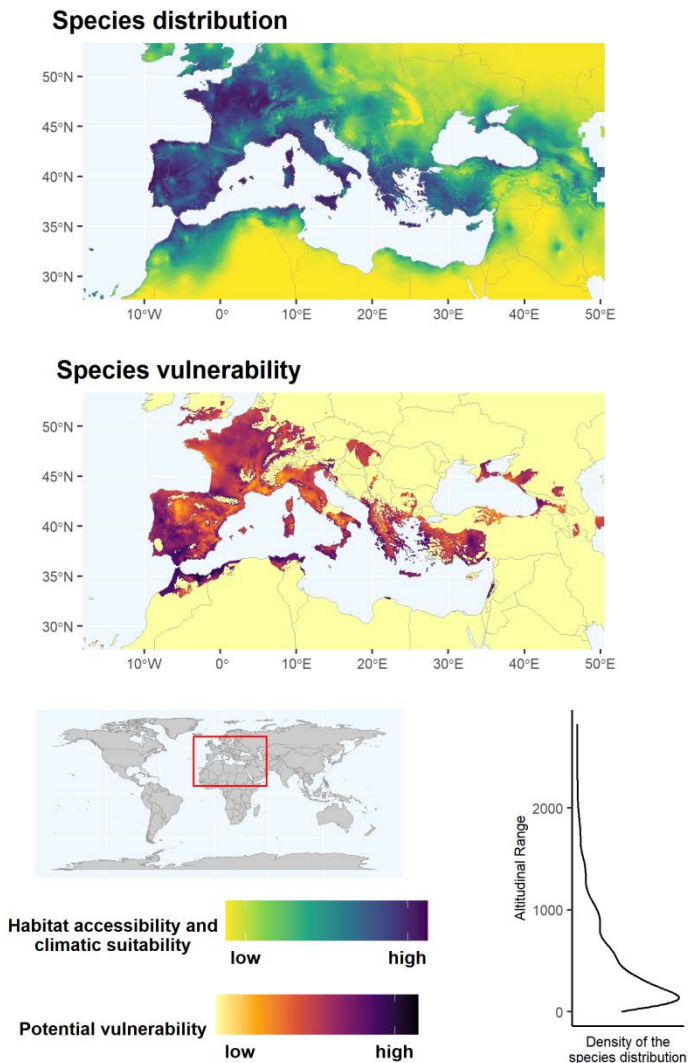 Species distribution
50°N
45°N
40°N
35°N
30°N
10°W 0° 10°E 20°E 30°E 40°E 50°E
Species vulnerability
50°N
45°N
40°N
35°N
30°N
10°W 0° 10°E 20°E 30°E 40°E 50°E
Habitat accessibility and
climatic suitability
low high
Potential vulnerability
low high
Altitudinal Range
2000
1000
0
Density of the
species distribution